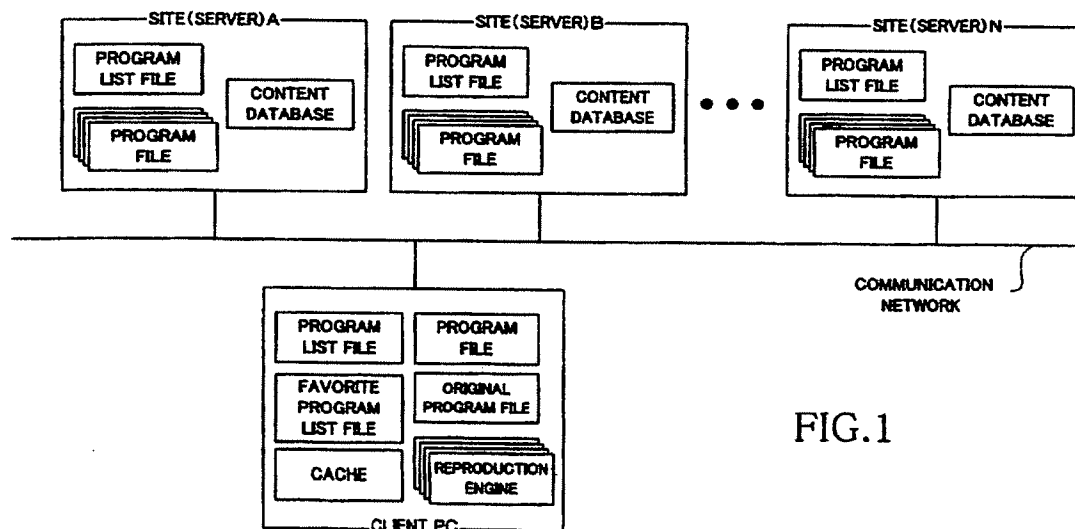 SITE(SERVER)A
PROGRAM
LIST FILE
CONTENT
DATABASE
PROGRAM
FILE
SITE(SERVER)B
PROGRAM
LIST FILE
CONTENT
DATABASE
PROGRAM
FILE
SITE(SERVER)N
PROGRAM
LIST FILE
CONTENT
DATABASE
PROGRAM
FILE
COMMUNICATION
NETWORK
PROGRAM
LIST FILE
PROGRAM
FILE
FAVORITE
PROGRAM
LIST FILE
ORIGINAL
PROGRAM FILE
CACHE
REPRODUCTION
ENGINE
CLIENT PC
FIG.1